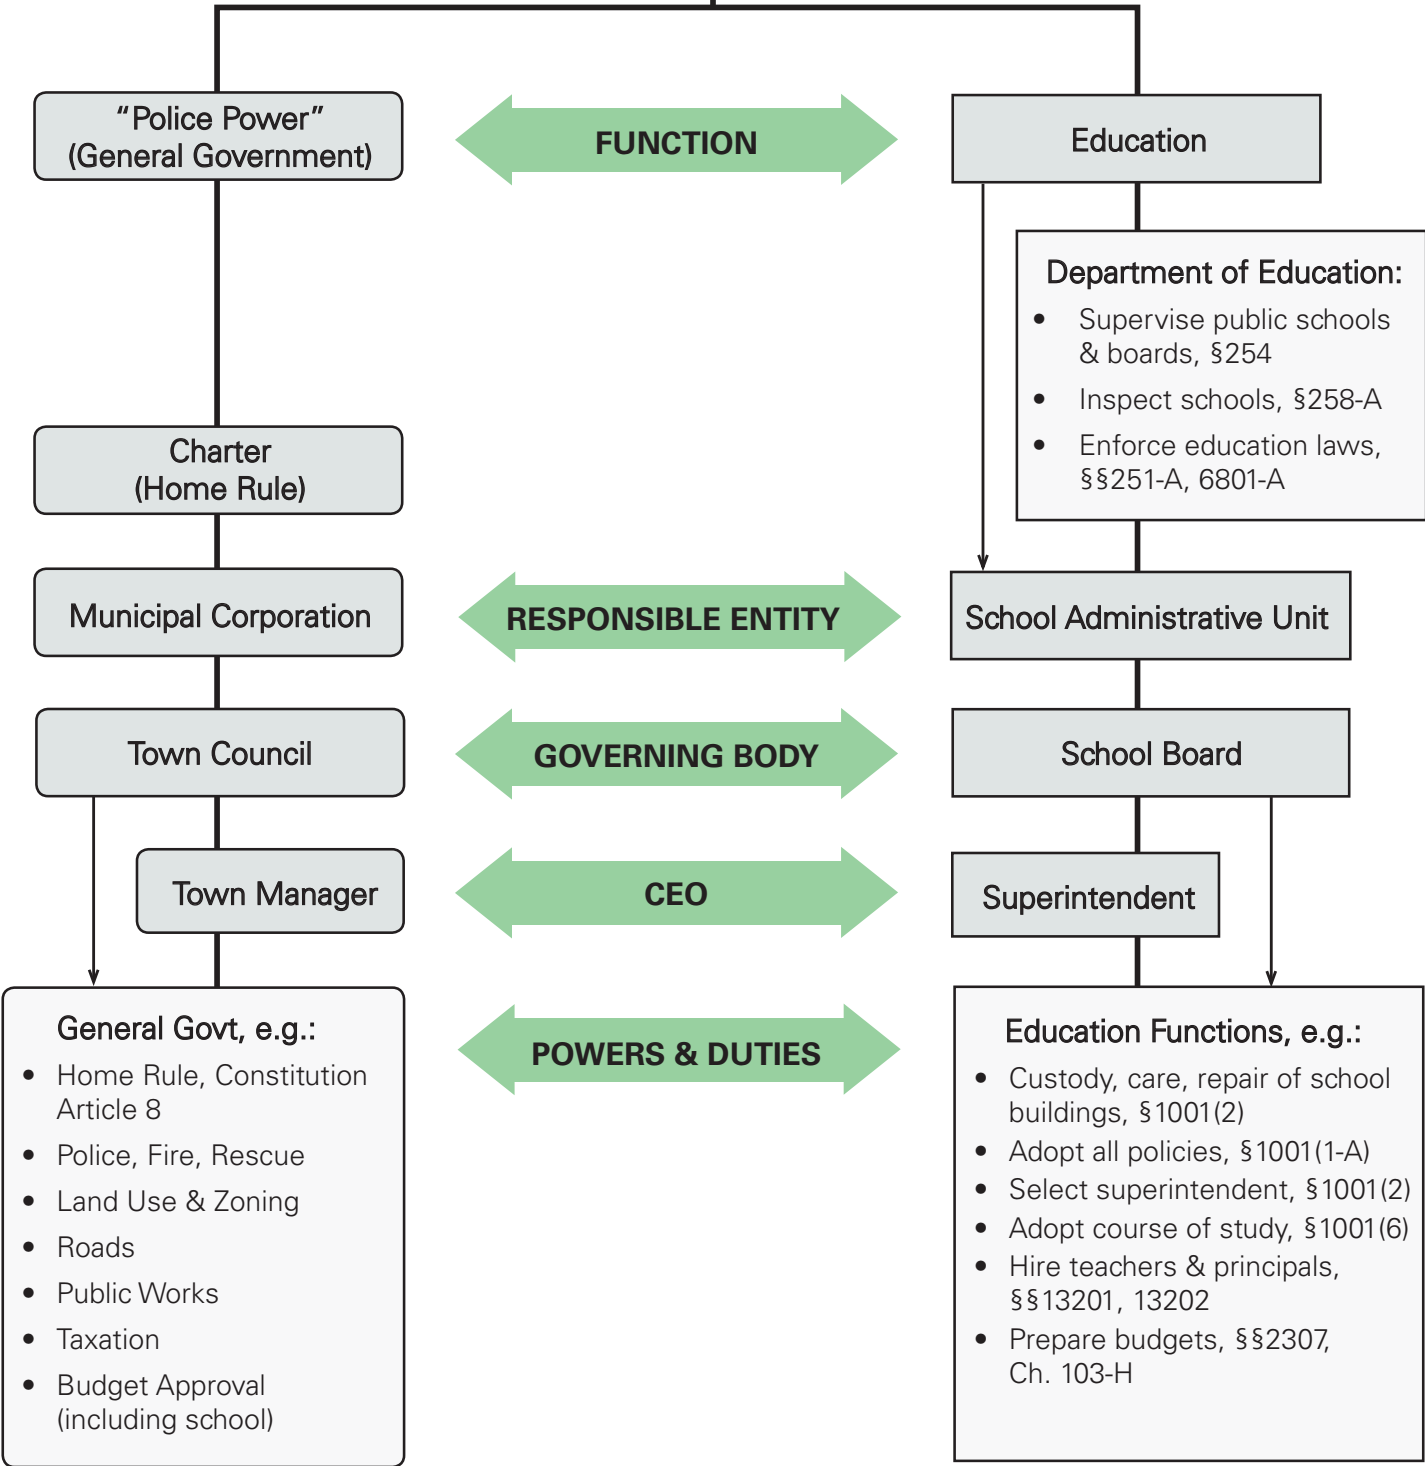 “Police Power”
(General Government)
FUNCTION
Education
Department of Education:
• Supervise public schools
& boards, §254
• Inspect schools, §258-A
• Enforce education laws,
§§251-A, 6801-A
Charter
(Home Rule)
Municipal Corporation
RESPONSIBLE ENTITY
School Administrative Unit
Town Council
GOVERNING BODY
School Board
Town Manager
CEO
Superintendent
General Govt, e.g.:
• Home Rule, Constitution
Article 8
• Police, Fire, Rescue
• Land Use & Zoning
• Roads
• Public Works
• Taxation
• Budget Approval
(including school)
POWERS & DUTIES
Education Functions, e.g.:
• Custody, care, repair of school
buildings, §1001(2)
• Adopt all policies, §1001(1-A)
• Select superintendent, §1001(2)
• Adopt course of study, §1001(6)
• Hire teachers & principals,
§§13201, 13202
• Prepare budgets, §§2307,
Ch. 103-H